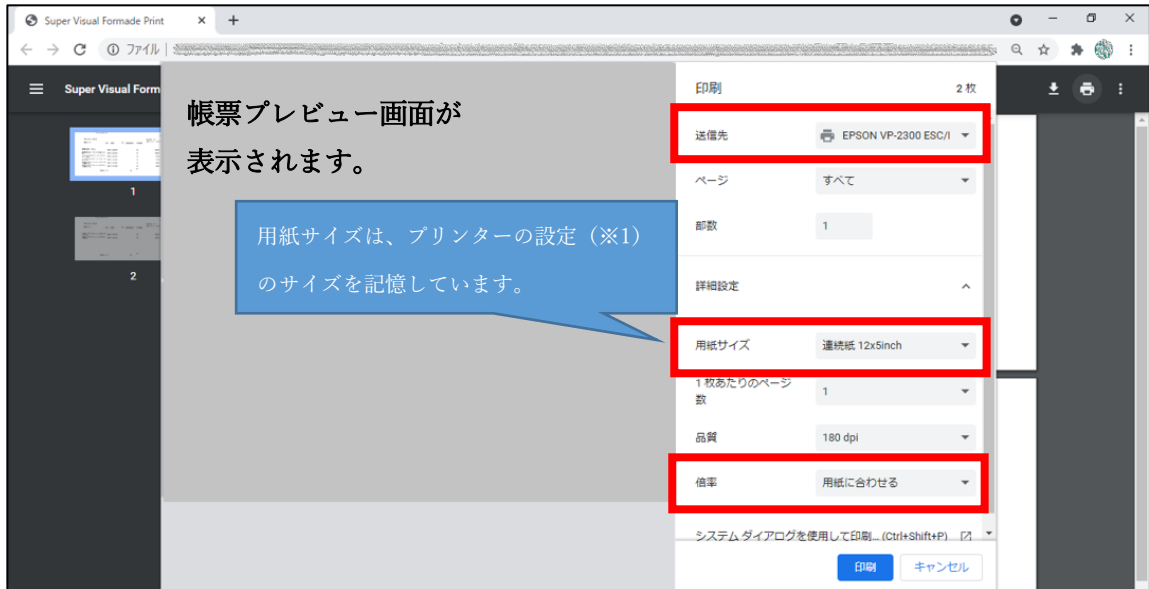 Super Visual Formade Print
ファイル
Super Visual Form
帳票プレビュー画面が
表示されます。
用紙サイズは、プリンターの設定（※1）
のサイズを記憶しています。
1
2
印刷 2 枚
送信先 EPSON VP-2300 ESC/I
ページ すべて
部数 1
詳細設定
用紙サイズ 連続紙 12x5inch
1 枚あたりのページ
数 1
品質 180 dpi
倍率 用紙に合わせる
システム ダイアログを使用して印刷... (Ctrl+Shift+P)
印刷 キャンセル